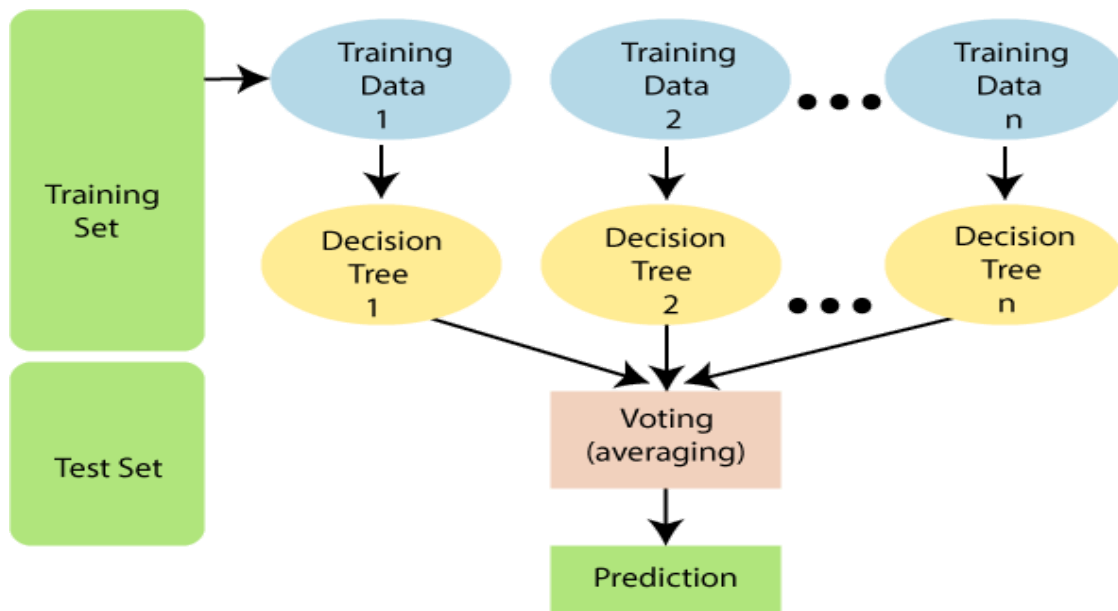 Training
Set
Test Set
Training
Data
1
Training
Data
2
Training
Data
n
Decision
Tree
1
Decision
Tree
2
Decision
Tree
n
Voting
(averaging)
Prediction